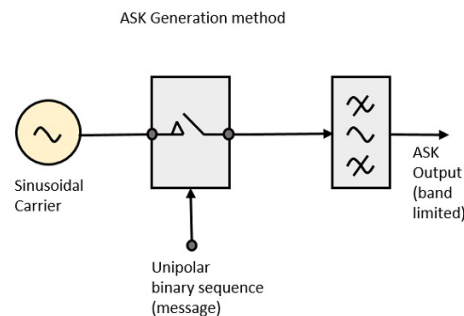 ASK Generation method
Sinusoidal
Carrier
ASK
Output
(band
limited)
Unipolar
binary sequence
(message)